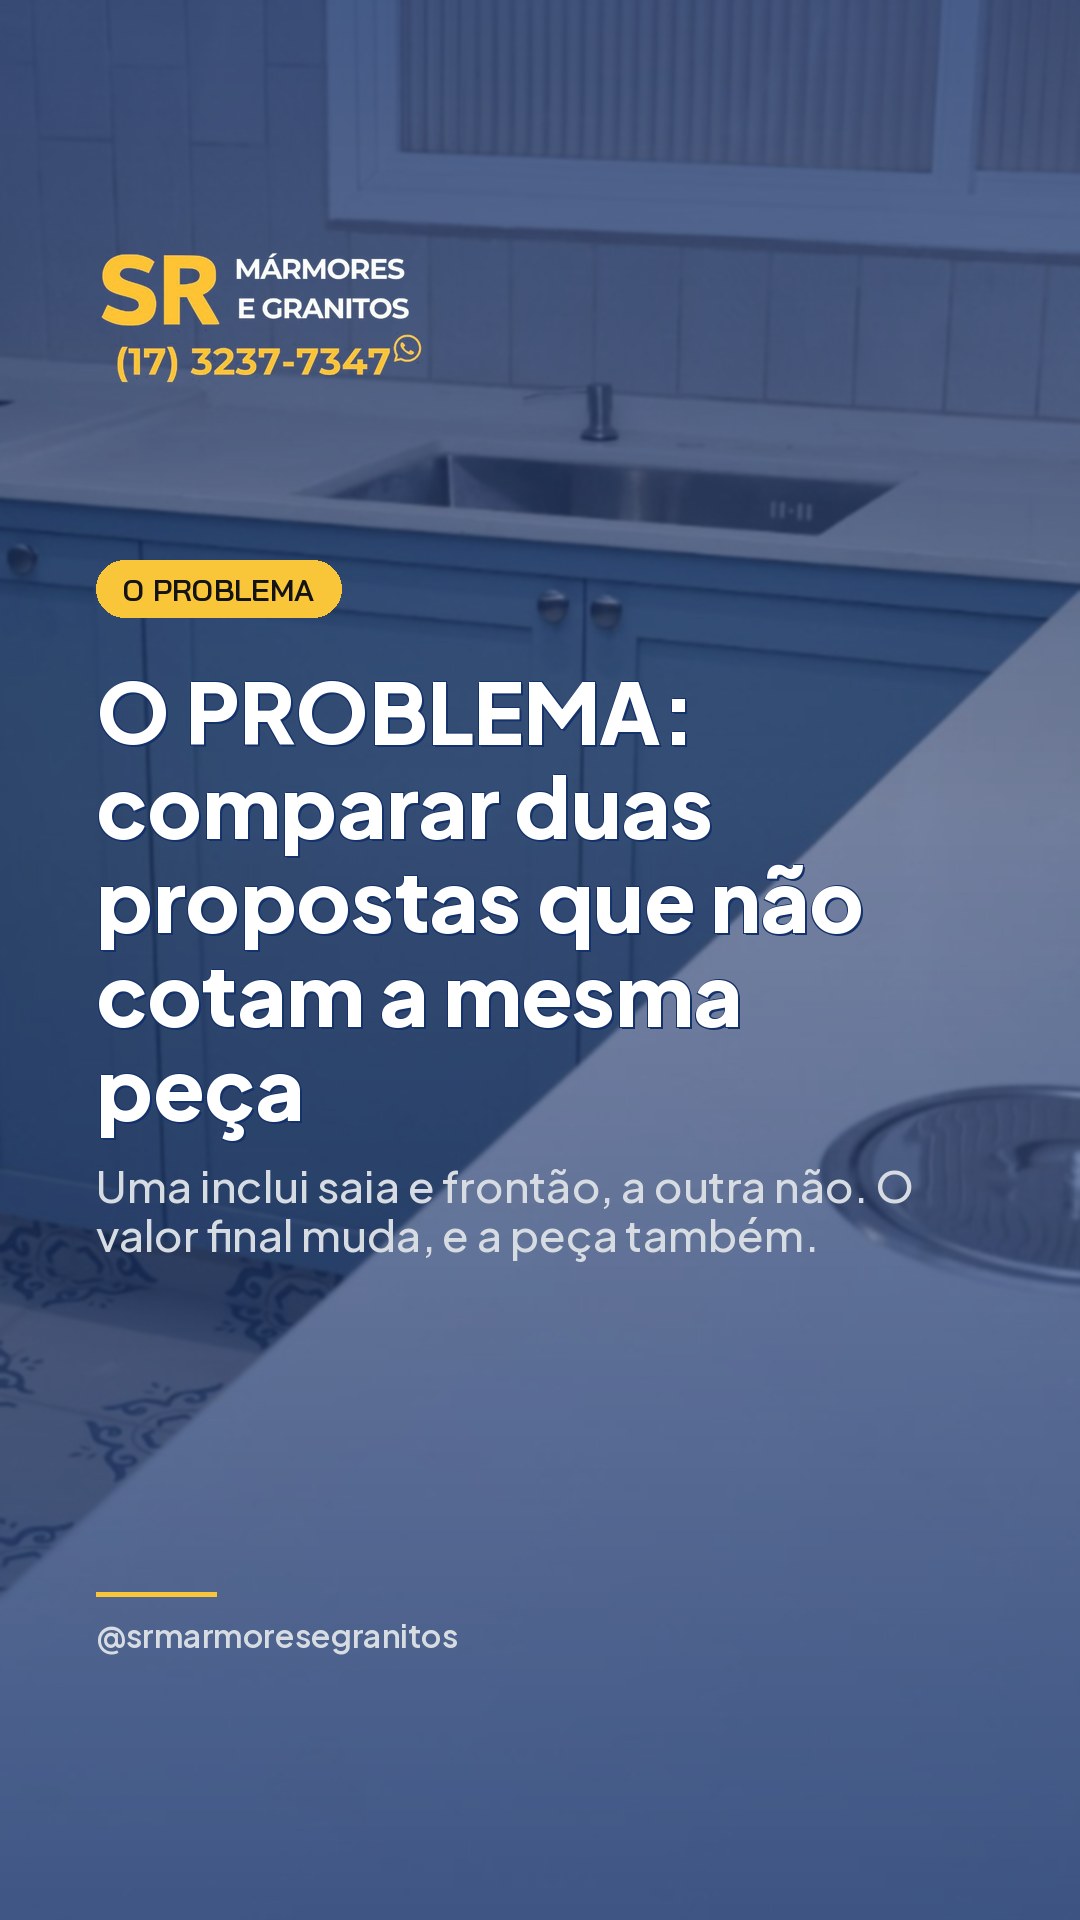 SR MÁRMORES
E GRANITOS
(17) 3237-7347
O PROBLEMA
O PROBLEMA:
comparar duas
propostas que não
cotam a mesma
peça
Uma inclui saia e frontão, a outra não. O
valor final muda, e a peça também.
@srmarmoresegranitos